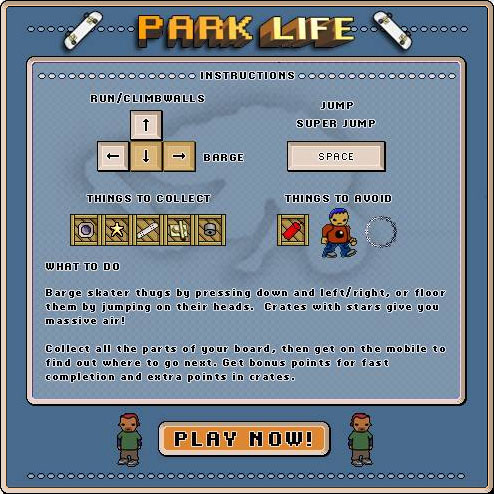 PARK LIFE
INSTRUCTIONS
RUN/CLIMBWALLS
JUMP
SUPER JUMP
↑
← ↓ →
BARGE
SPACE
THINGS TO COLLECT
THINGS TO AVOID
WHAT TO DO
Barge skater thugs by pressing down and left/right, or floor
them by jumping on their heads. Crates with stars give you
massive air!
Collect all the parts of your board, then get on the mobile to
find out where to go next. Get bonus points for fast
completion and extra points in crates.
PLAY NOW!